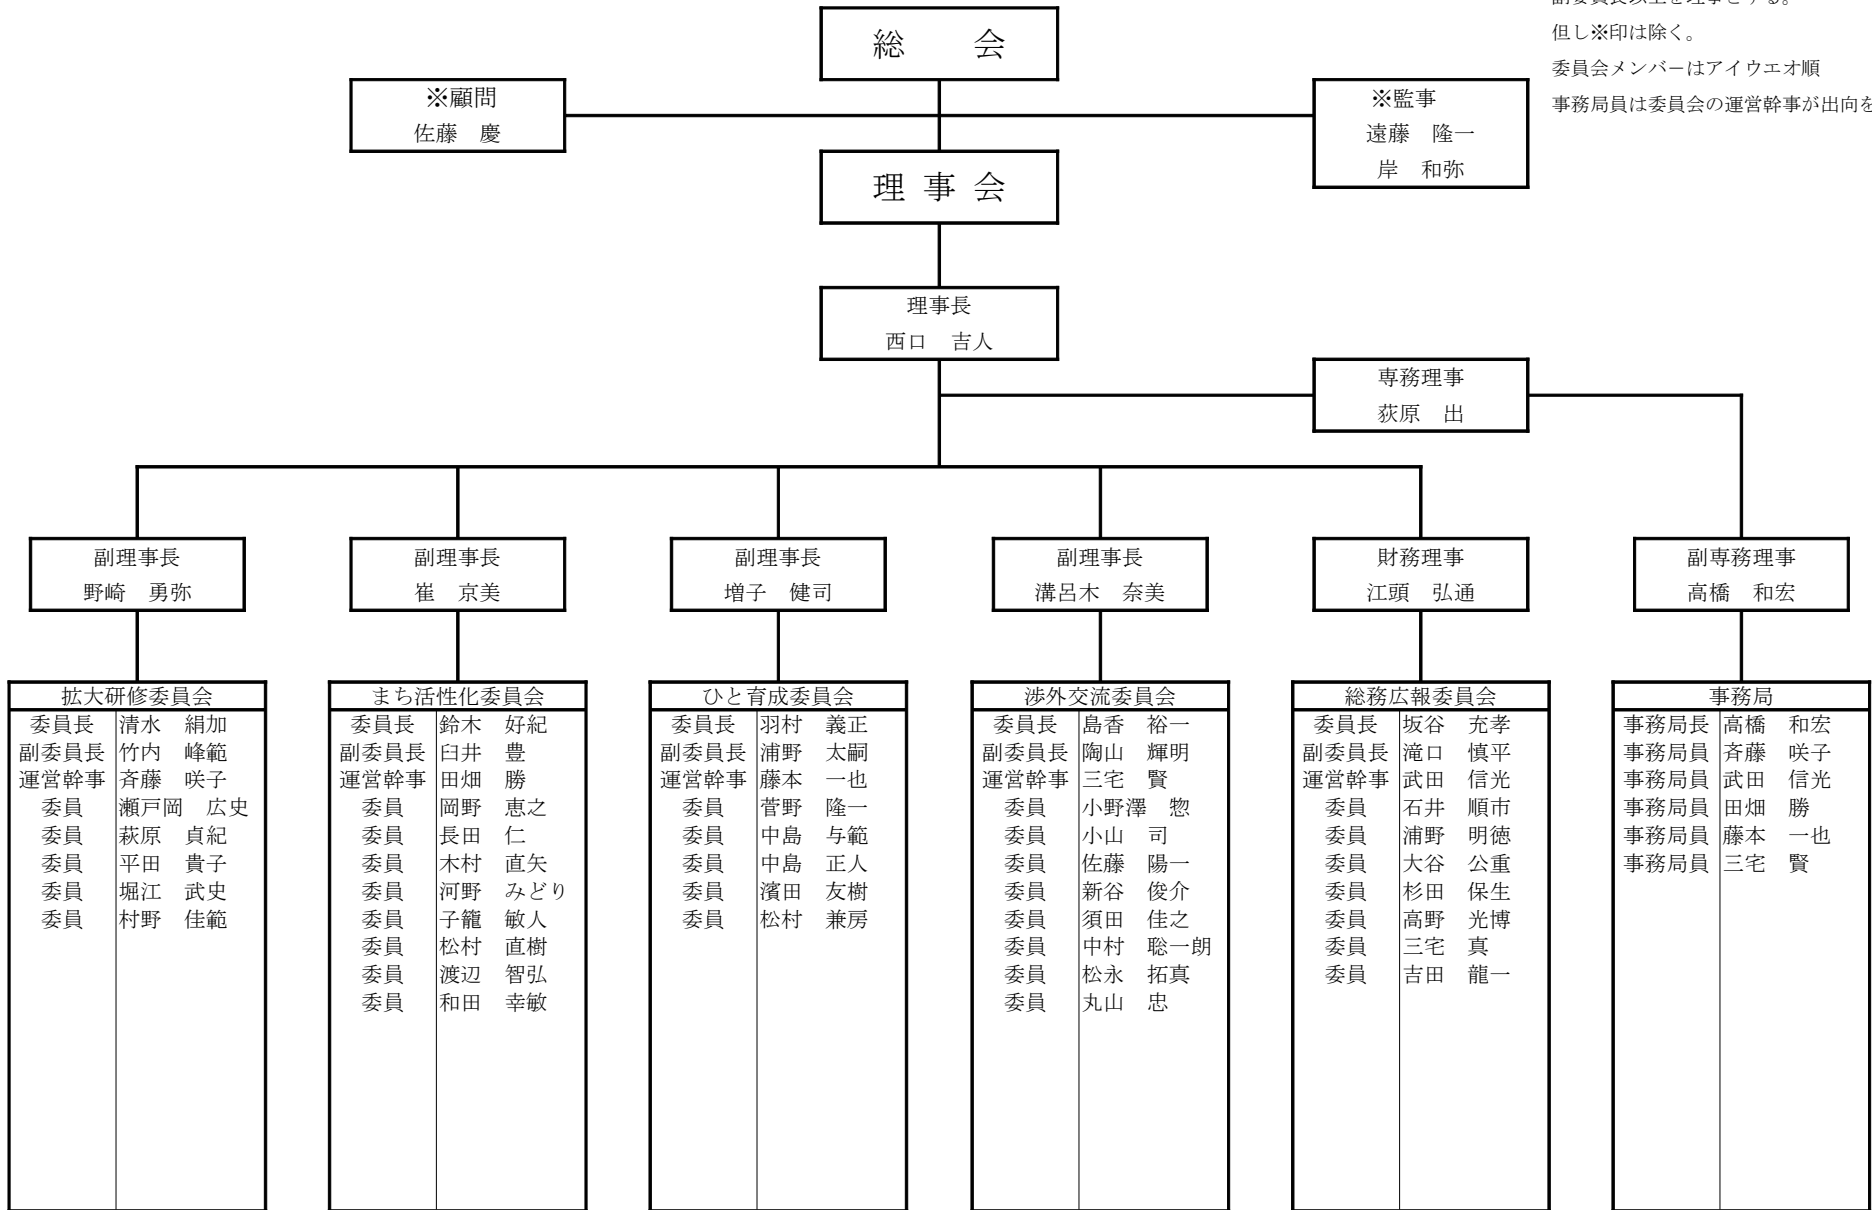 副委員長以上を理事とする。
但し※印は除く。
委員会メンバーはアイウエオ順
事務局員は委員会の運営幹事が出向を
総　会
※顧問
佐藤　慶
※監事
遠藤　隆一
岸　和弥
理 事 会
理事長
西口　吉人
専務理事
荻原　出
副理事長
野崎　勇弥
副理事長
崔　京美
副理事長
増子　健司
副理事長
溝呂木　奈美
財務理事
江頭　弘通
副専務理事
高橋　和宏
拡大研修委員会
委員長 清水　絹加
副委員長 竹内　峰範
運営幹事 斉藤　咲子
委員 瀬戸岡　広史
委員 萩原　貞紀
委員 平田　貴子
委員 堀江　武史
委員 村野　佳範
まち活性化委員会
委員長 鈴木　好紀
副委員長 臼井　豊
運営幹事 田畑　勝
委員 岡野　恵之
委員 長田　仁
委員 木村　直矢
委員 河野　みどり
委員 子籠　敏人
委員 松村　直樹
委員 渡辺　智弘
委員 和田　幸敏
ひと育成委員会
委員長 羽村　義正
副委員長 浦野　太嗣
運営幹事 藤本　一也
委員 菅野　隆一
委員 中島　与範
委員 中島　正人
委員 濱田　友樹
委員 松村　兼房
渉外交流委員会
委員長 島香　裕一
副委員長 陶山　輝明
運営幹事 三宅　賢
委員 小野澤　惣
委員 小山　司
委員 佐藤　陽一
委員 新谷　俊介
委員 須田　佳之
委員 中村　聡一朗
委員 松永　拓真
委員 丸山　忠
総務広報委員会
委員長 坂谷　充孝
副委員長 滝口　慎平
運営幹事 武田　信光
委員 石井　順市
委員 浦野　明徳
委員 大谷　公重
委員 杉田　保生
委員 高野　光博
委員 三宅　真
委員 吉田　龍一
事務局
事務局長 高橋　和宏
事務局員 斉藤　咲子
事務局員 武田　信光
事務局員 田畑　勝
事務局員 藤本　一也
事務局員 三宅　賢